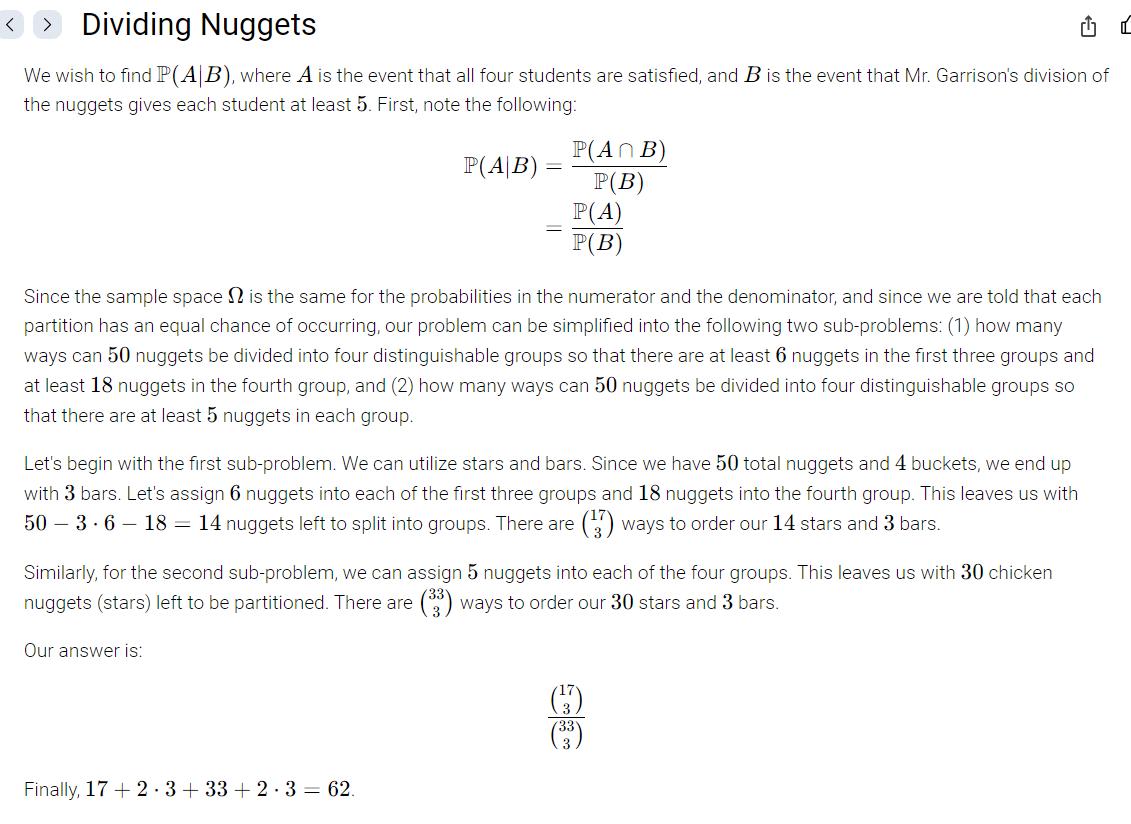 Dividing Nuggets
We wish to find ℙ(A|B), where A is the event that all four students are satisfied, and B is the event that Mr. Garrison's division of
the nuggets gives each student at least 5. First, note the following:
ℙ(A|B) = \frac{ℙ(A ∩ B)}{ℙ(B)}
= \frac{ℙ(A)}{ℙ(B)}
Since the sample space Ω is the same for the probabilities in the numerator and the denominator, and since we are told that each
partition has an equal chance of occurring, our problem can be simplified into the following two sub-problems: (1) how many
ways can 50 nuggets be divided into four distinguishable groups so that there are at least 6 nuggets in the first three groups and
at least 18 nuggets in the fourth group, and (2) how many ways can 50 nuggets be divided into four distinguishable groups so
that there are at least 5 nuggets in each group.
Let's begin with the first sub-problem. We can utilize stars and bars. Since we have 50 total nuggets and 4 buckets, we end up
with 3 bars. Let's assign 6 nuggets into each of the first three groups and 18 nuggets into the fourth group. This leaves us with
50 − 3 · 6 − 18 = 14 nuggets left to split into groups. There are \binom{17}{3} ways to order our 14 stars and 3 bars.
Similarly, for the second sub-problem, we can assign 5 nuggets into each of the four groups. This leaves us with 30 chicken
nuggets (stars) left to be partitioned. There are \binom{33}{3} ways to order our 30 stars and 3 bars.
Our answer is:
\frac{\binom{17}{3}}{\binom{33}{3}}
Finally, 17 + 2 · 3 + 33 + 2 · 3 = 62.